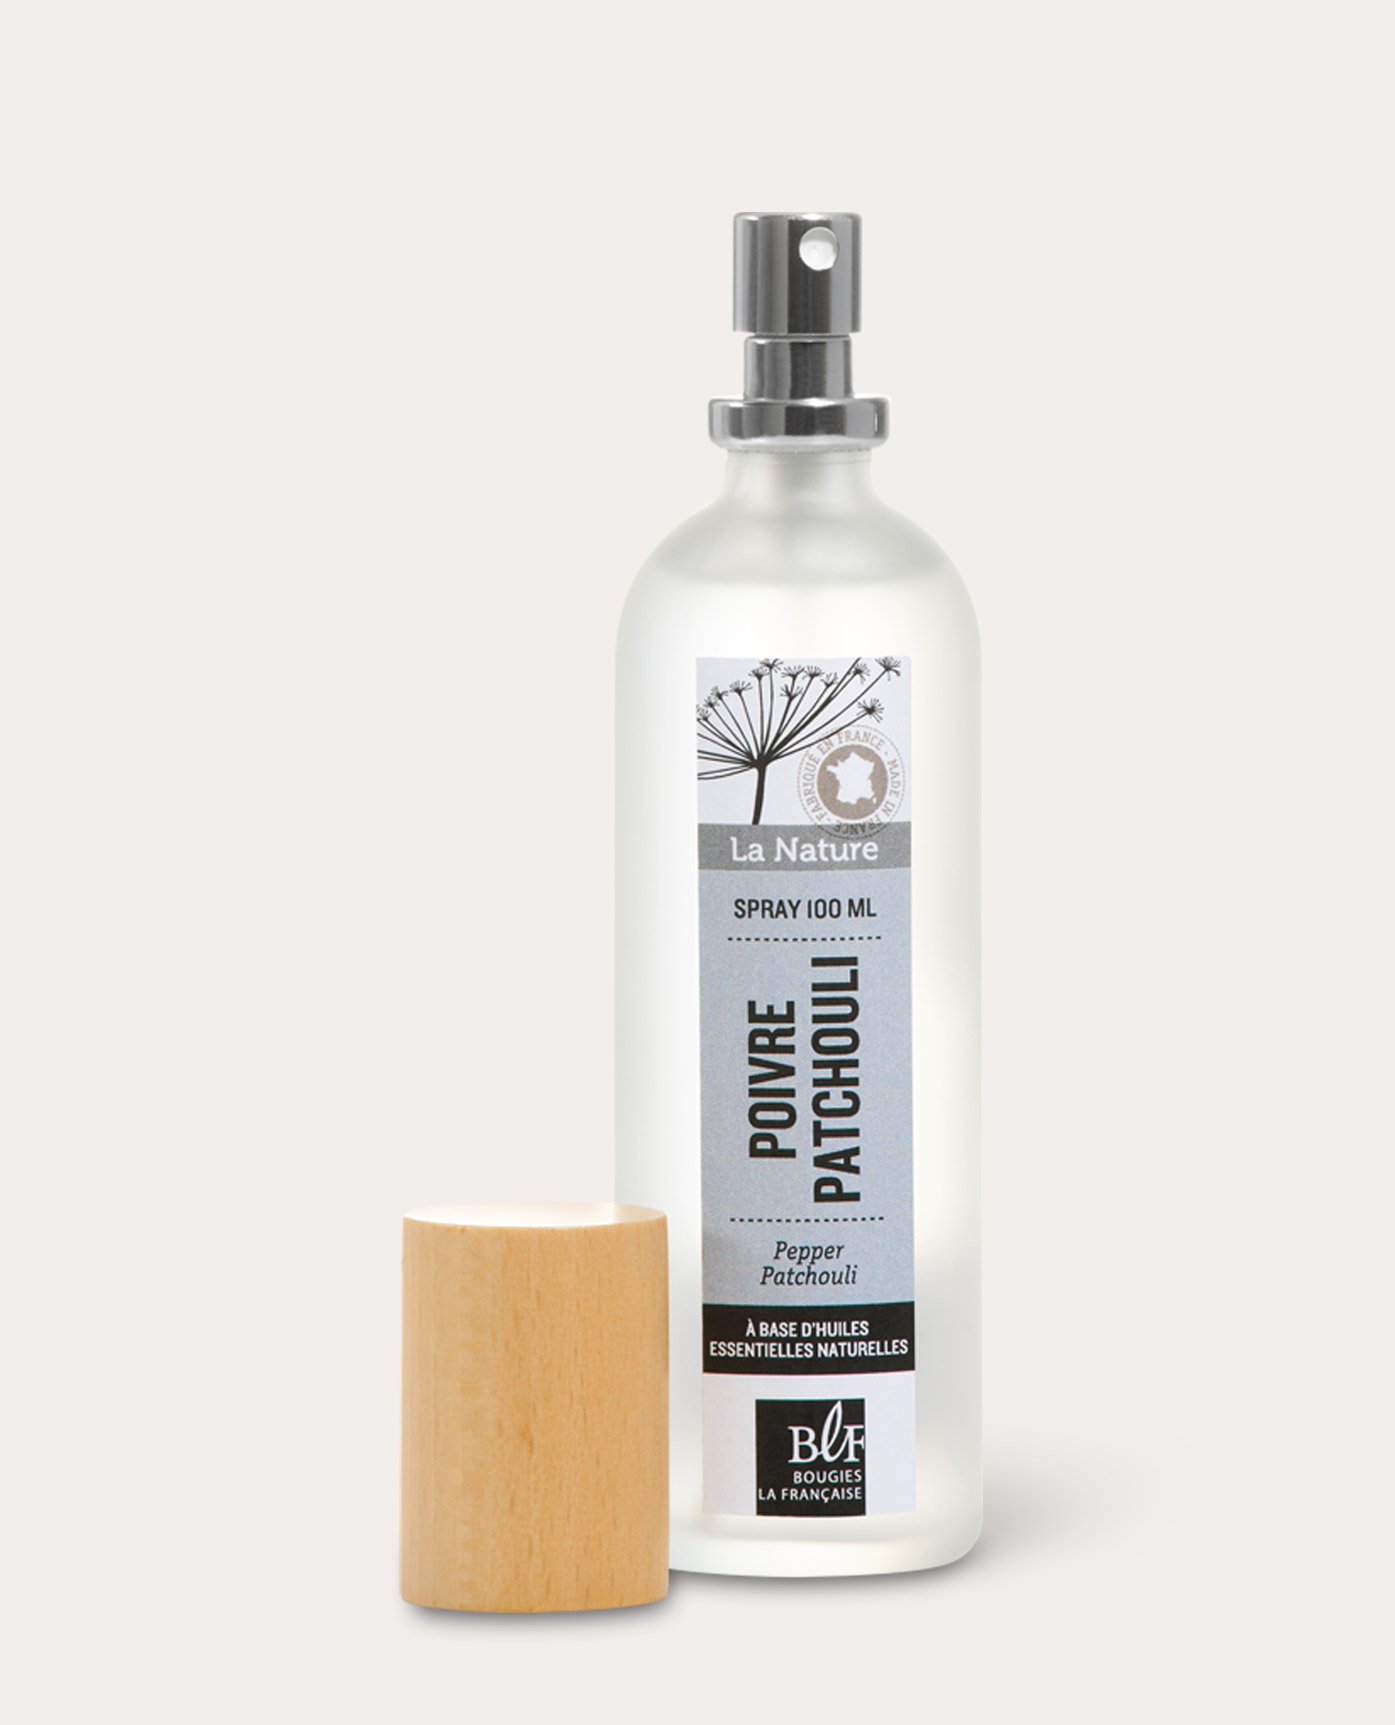 FABRIQUÉ EN FRANCE - MADE IN FRANCE -
La Nature
SPRAY 100 ML
POIVRE
PATCHOULI
Pepper
Patchouli
À BASE D'HUILES
ESSENTIELLES NATURELLES
BLF
BOUGIES
LA FRANÇAISE